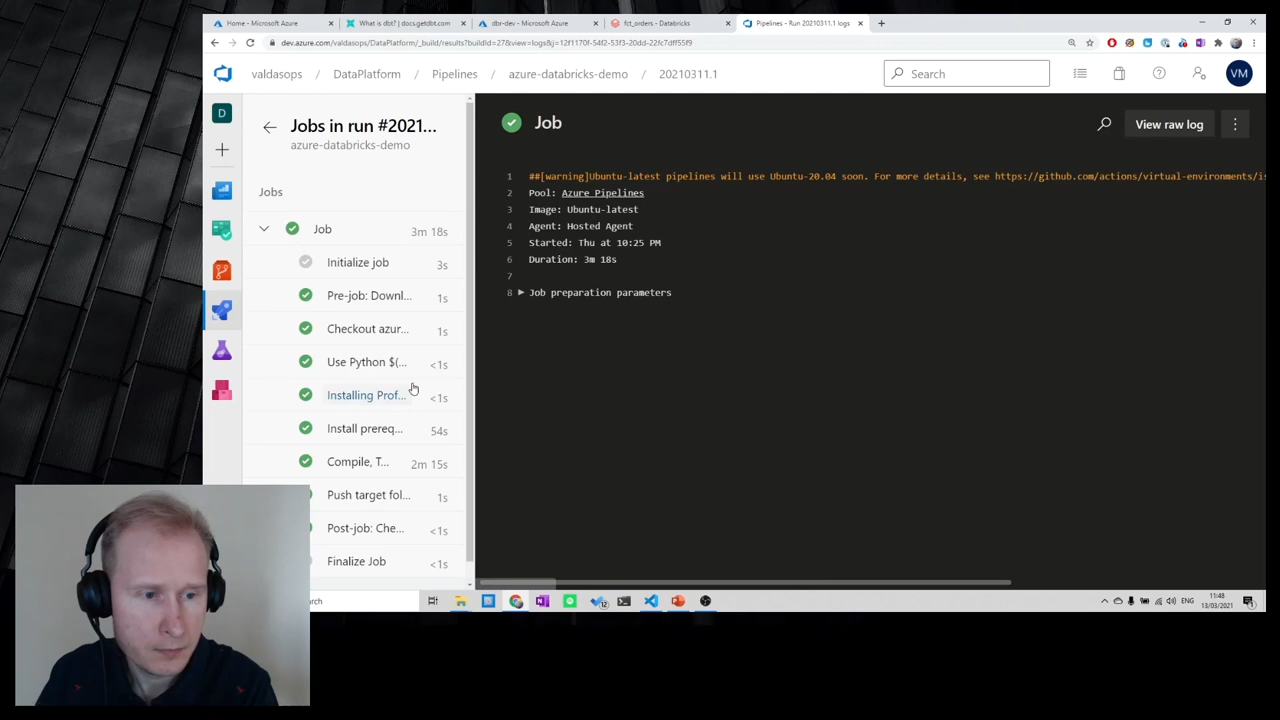 Home - Microsoft Azure
What is dbt? | docs.getdbt.com
dbr-dev - Microsoft Azure
fct_orders - Databricks
Pipelines - Run 20210311.1 logs
dev.azure.com/valdasops/DataPlatform/_build/results?buildId=27&view=logs&j=12f1170f-54f2-53f3-20dd-22fc7dff55f9
valdasops / DataPlatform / Pipelines / azure-databricks-demo / 20210311.1
Search
VM
D
Jobs in run #2021...
azure-databricks-demo
Jobs
Job 3m 18s
Initialize job 3s
Pre-job: Downl... 1s
Checkout azur... 1s
Use Python $(... <1s
Installing Prof... <1s
Install prereq... 54s
Compile, T... 2m 15s
Push target fol... 1s
Post-job: Che... <1s
Finalize Job <1s
Job
View raw log
1 ##[warning]Ubuntu-latest pipelines will use Ubuntu-20.04 soon. For more details, see https://github.com/actions/virtual-environments/is
2 Pool: Azure Pipelines
3 Image: Ubuntu-latest
4 Agent: Hosted Agent
5 Started: Thu at 10:25 PM
6 Duration: 3m 18s
7
8 Job preparation parameters
arch
12
ENG
11:48
13/03/2021